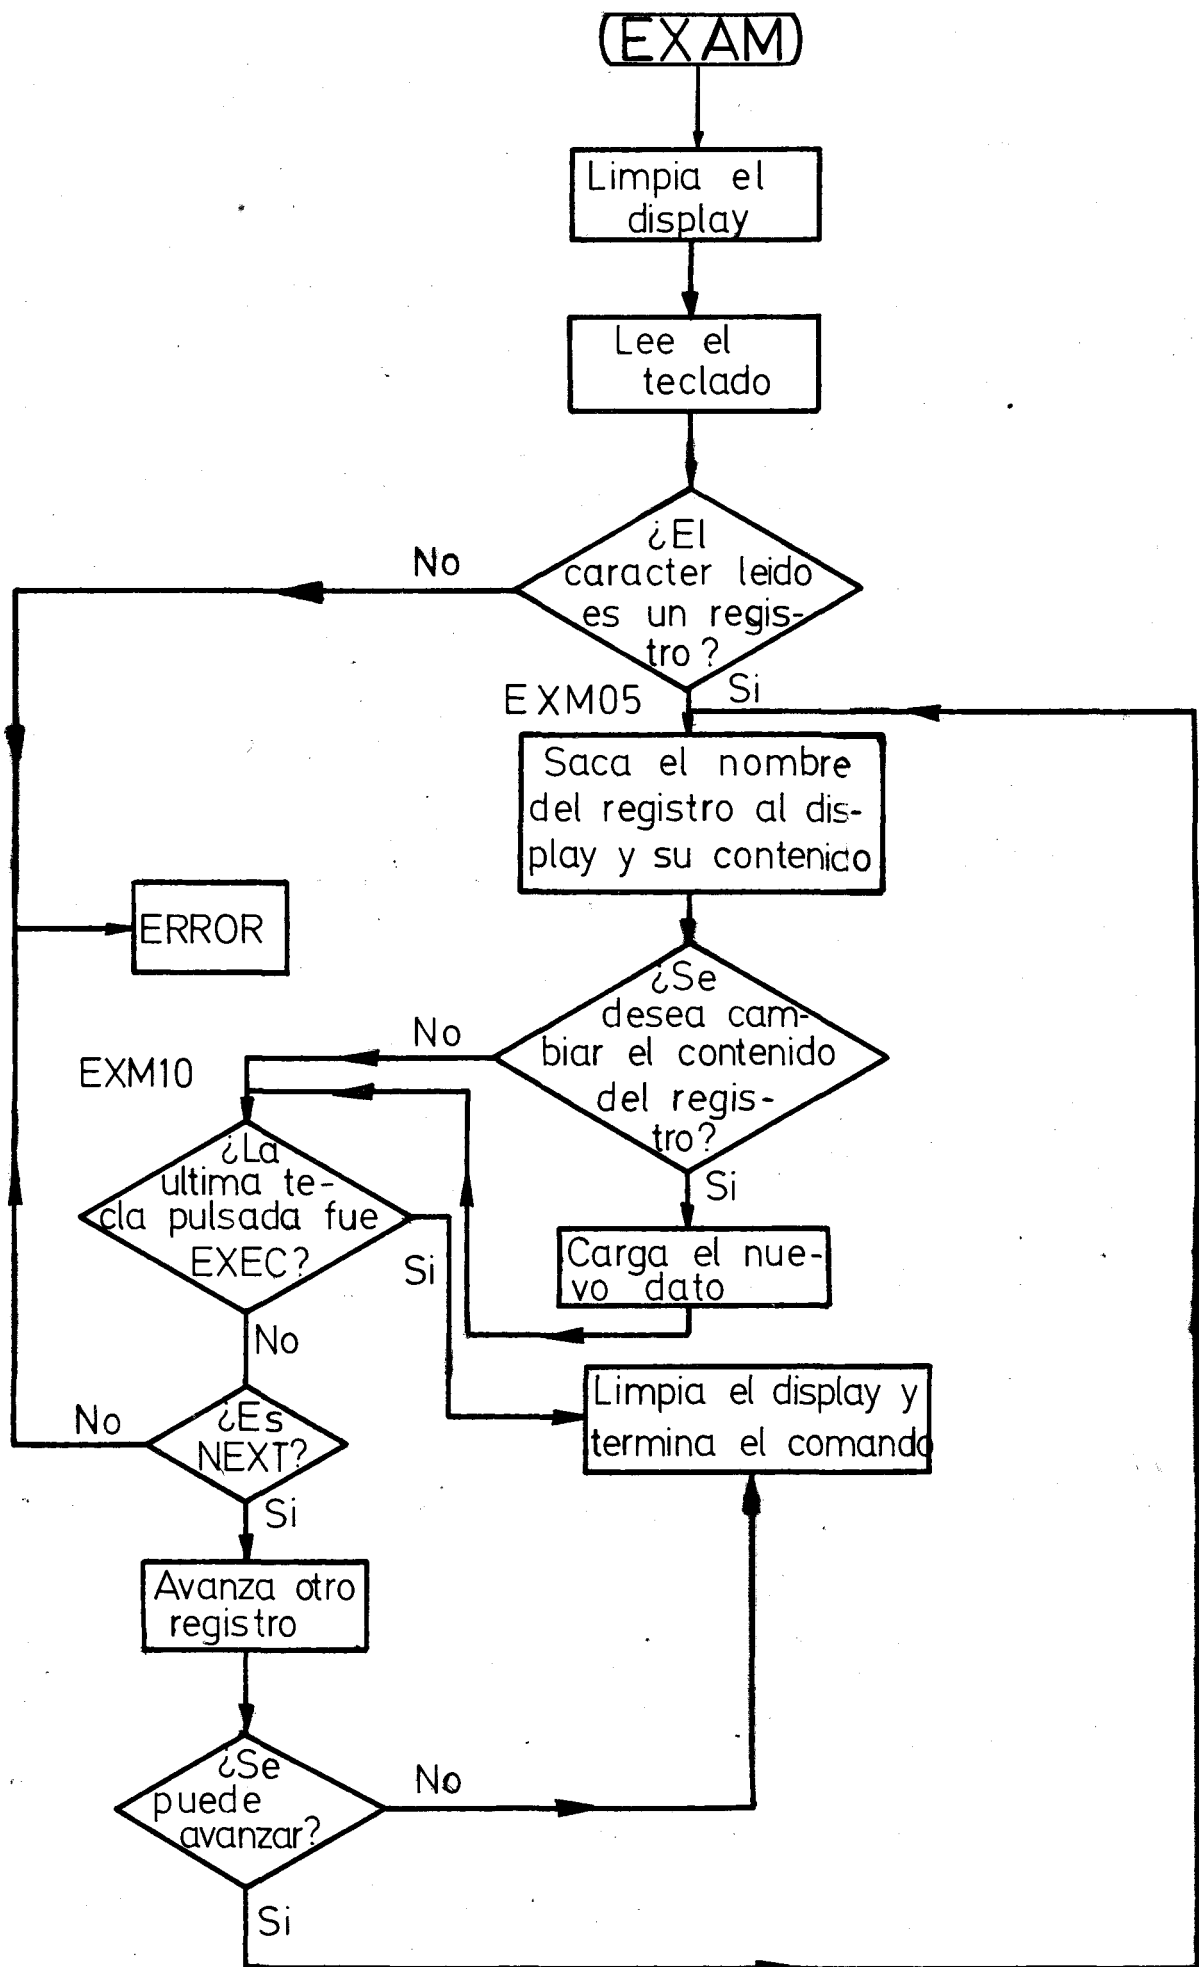 EXAM
Limpia el
display
Lee el
teclado
¿El
caracter leido
es un regis-
tro?
No
Si
EXM05
Saca el nombre
del registro al dis-
play y su contenido
ERROR
¿Se
desea cam-
biar el contenido
del regis-
tro?
No
EXM10
Si
¿La
ultima te-
cla pulsada fue
EXEC?
Si
Carga el nue-
vo dato
No
Limpia el display y
termina el comando
¿Es
NEXT?
No
Si
Avanza otro
registro
¿Se
puede
avanzar?
No
Si